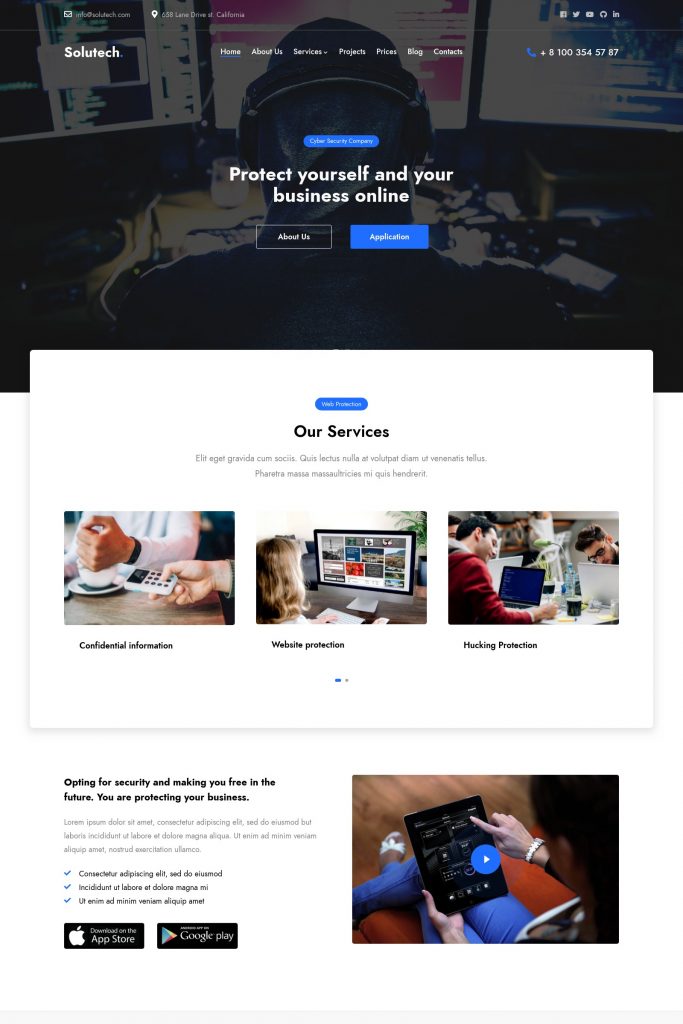 info@solutech.com
658 Lane Drive st. California
Solutech.
Home About Us Services Projects Prices Blog Contacts
+ 8 100 354 57 87
Cyber Security Company
Protect yourself and your
business online
About Us
Application
Web Protection
Our Services
Elit eget gravida cum sociis. Quis lectus nulla at volutpat diam ut venenatis tellus.
Pharetra massa massaultricies mi quis hendrerit.
Confidential information
Website protection
Hucking Protection
Opting for security and making you free in the
future. You are protecting your business.
Lorem ipsum dolor sit amet, consectetur adipiscing elit, sed do eiusmod but
laboris incididunt ut labore et dolore magna aliqua. Ut enim ad minim veniam
aliquip amet, nostrud exercitation ullamco.
Consectetur adipiscing elit, sed do eiusmod
Incididunt ut labore et dolore magna mi
Ut enim ad minim veniam aliquip amet
Download on the
App Store
ANDROID APP ON
Google play